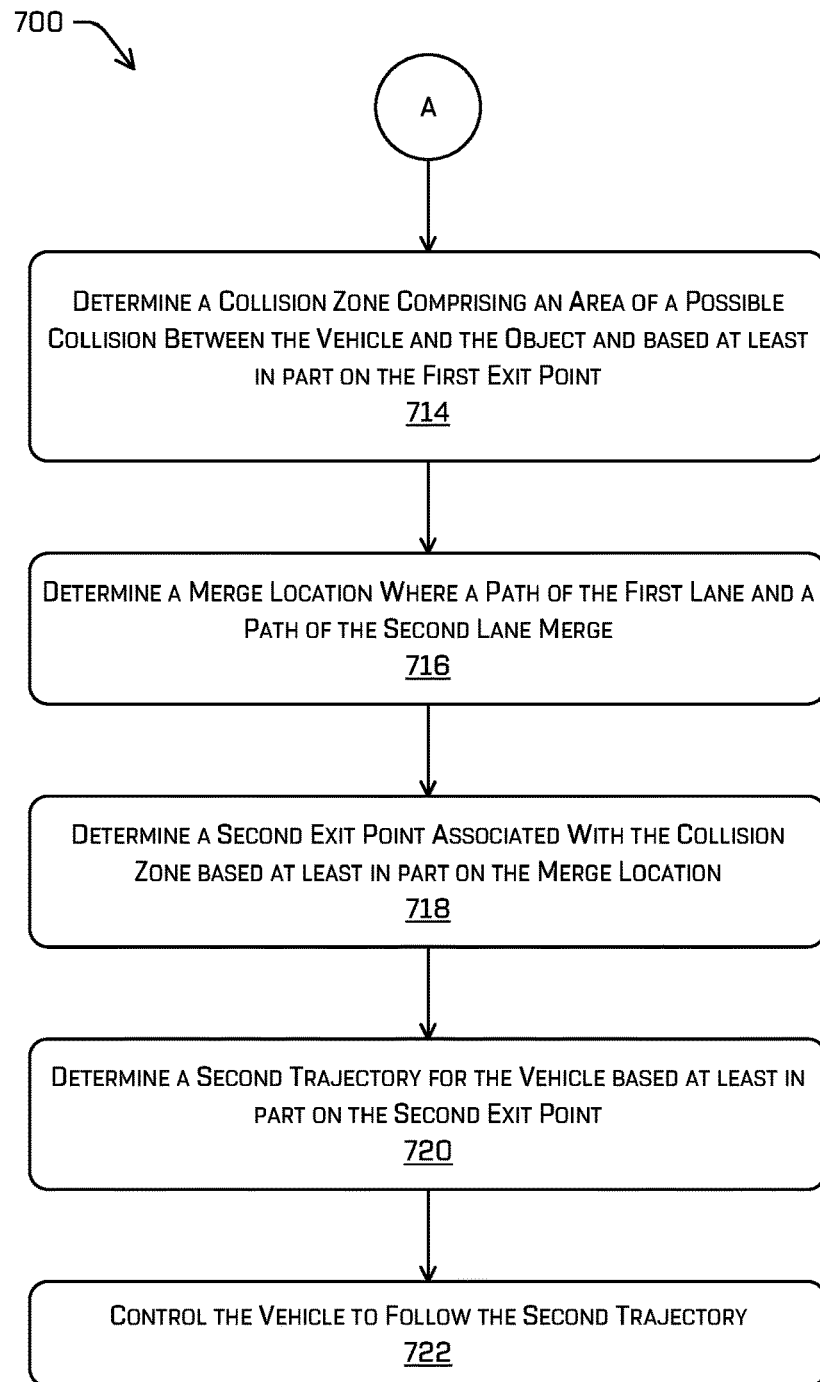 700
A
DETERMINE A COLLISION ZONE COMPRISING AN AREA OF A POSSIBLE
COLLISION BETWEEN THE VEHICLE AND THE OBJECT AND BASED AT LEAST
IN PART ON THE FIRST EXIT POINT
714
DETERMINE A MERGE LOCATION WHERE A PATH OF THE FIRST LANE AND A
PATH OF THE SECOND LANE MERGE
716
DETERMINE A SECOND EXIT POINT ASSOCIATED WITH THE COLLISION
ZONE BASED AT LEAST IN PART ON THE MERGE LOCATION
718
DETERMINE A SECOND TRAJECTORY FOR THE VEHICLE BASED AT LEAST IN
PART ON THE SECOND EXIT POINT
720
CONTROL THE VEHICLE TO FOLLOW THE SECOND TRAJECTORY
722